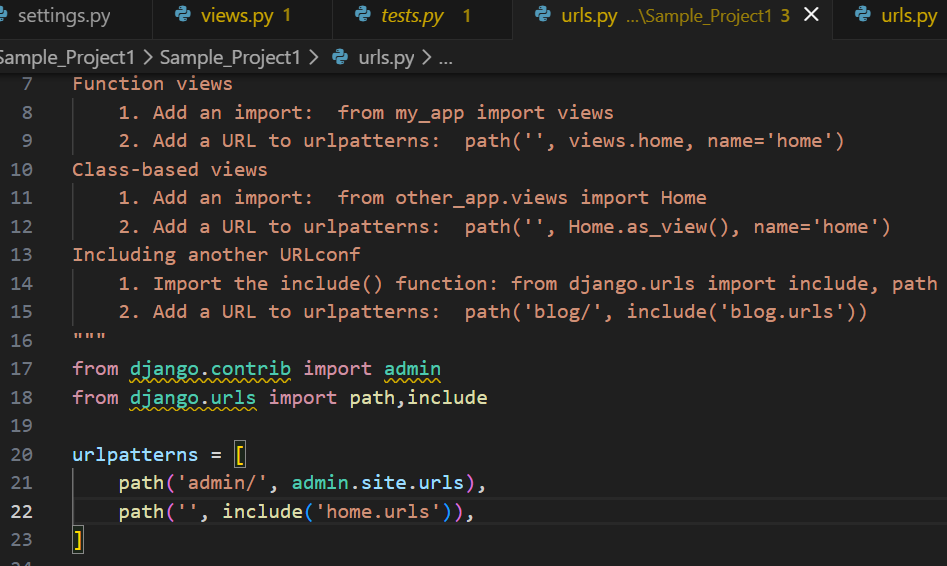 settings.py views.py 1 tests.py 1 urls.py ...\Sample_Project1 3 urls.py
Sample_Project1 > Sample_Project1 > urls.py > ...
7 Function views
8     1. Add an import:  from my_app import views
9     2. Add a URL to urlpatterns:  path('', views.home, name='home')
10 Class-based views
11     1. Add an import:  from other_app.views import Home
12     2. Add a URL to urlpatterns:  path('', Home.as_view(), name='home')
13 Including another URLconf
14     1. Import the include() function: from django.urls import include, path
15     2. Add a URL to urlpatterns:  path('blog/', include('blog.urls'))
16 """
17 from django.contrib import admin
18 from django.urls import path,include
19
20 urlpatterns = [
21     path('admin/', admin.site.urls),
22     path('', include('home.urls')),
23 ]